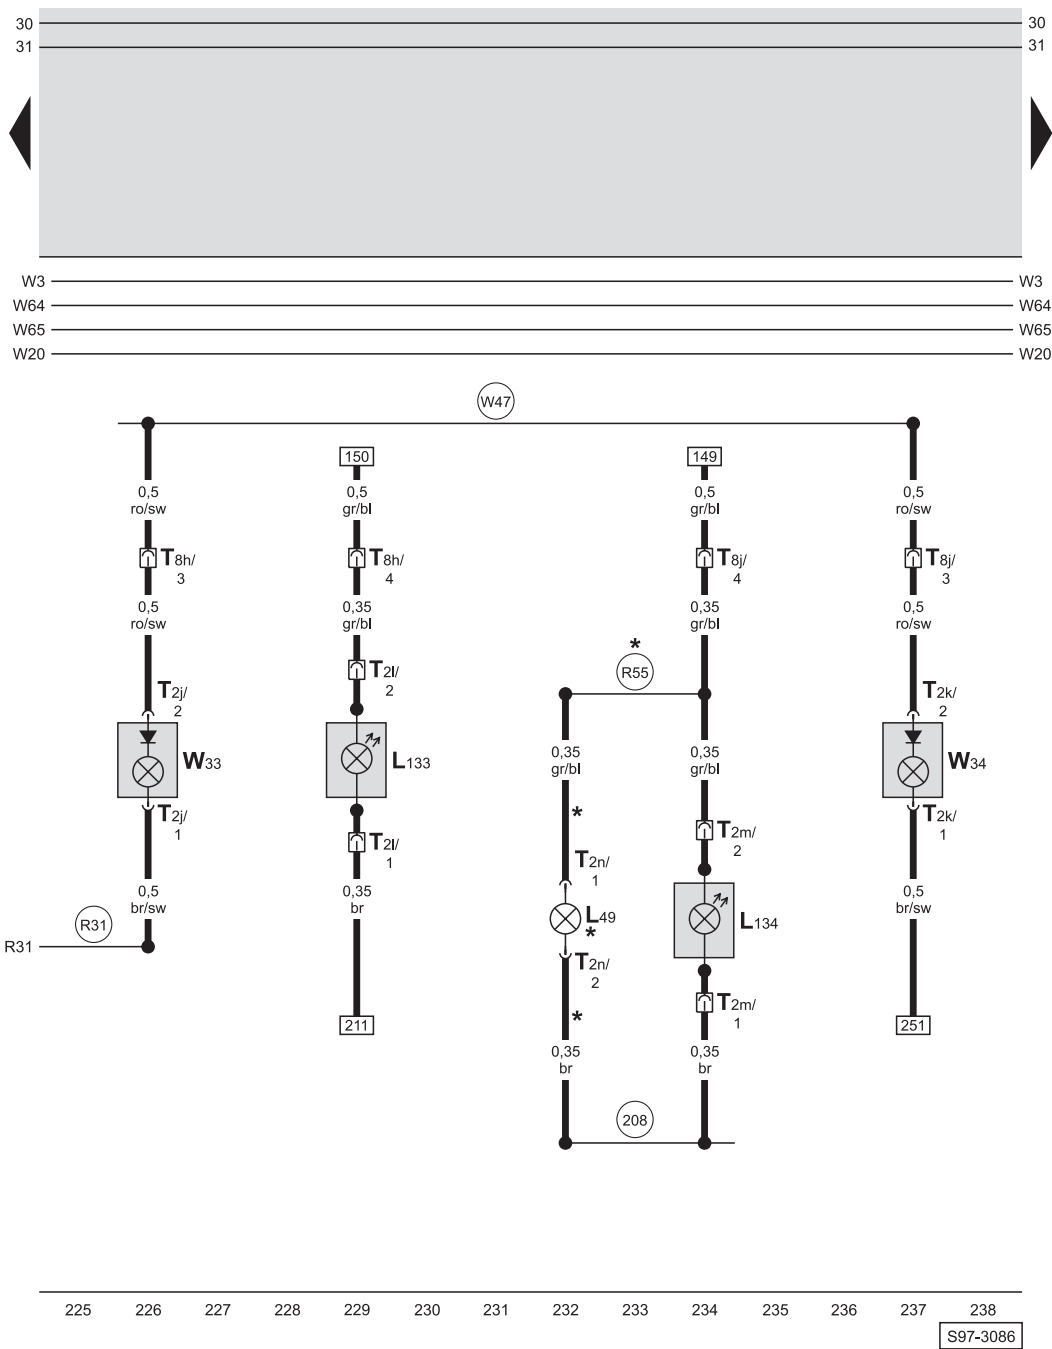 30 30
31 31
W3 W3
W64 W64
W65 W65
W20 W20
W47
150 149
0,5 0,5 0,5 0,5
ro/sw gr/bl gr/bl ro/sw
T8h/ T8h/ T8j/ T8j/
3 4 4 3
0,5 0,35 0,35 0,5
ro/sw gr/bl gr/bl ro/sw
*
R55
T2l/
2
T2j/ T2k/
2 2
W33 L133 W34
0,35 0,35
gr/bl gr/bl
T2j/ * T2k/
1 1
T2l/ T2m/
1 2
T2n/
1
0,5 0,35 0,5
br/sw br br/sw
R31 L49 L134
*
R31
T2n/
2
T2m/
1
211 * 251
0,35 0,35
br br
208
225 226 227 228 229 230 231 232 233 234 235 236 237 238
S97-3086